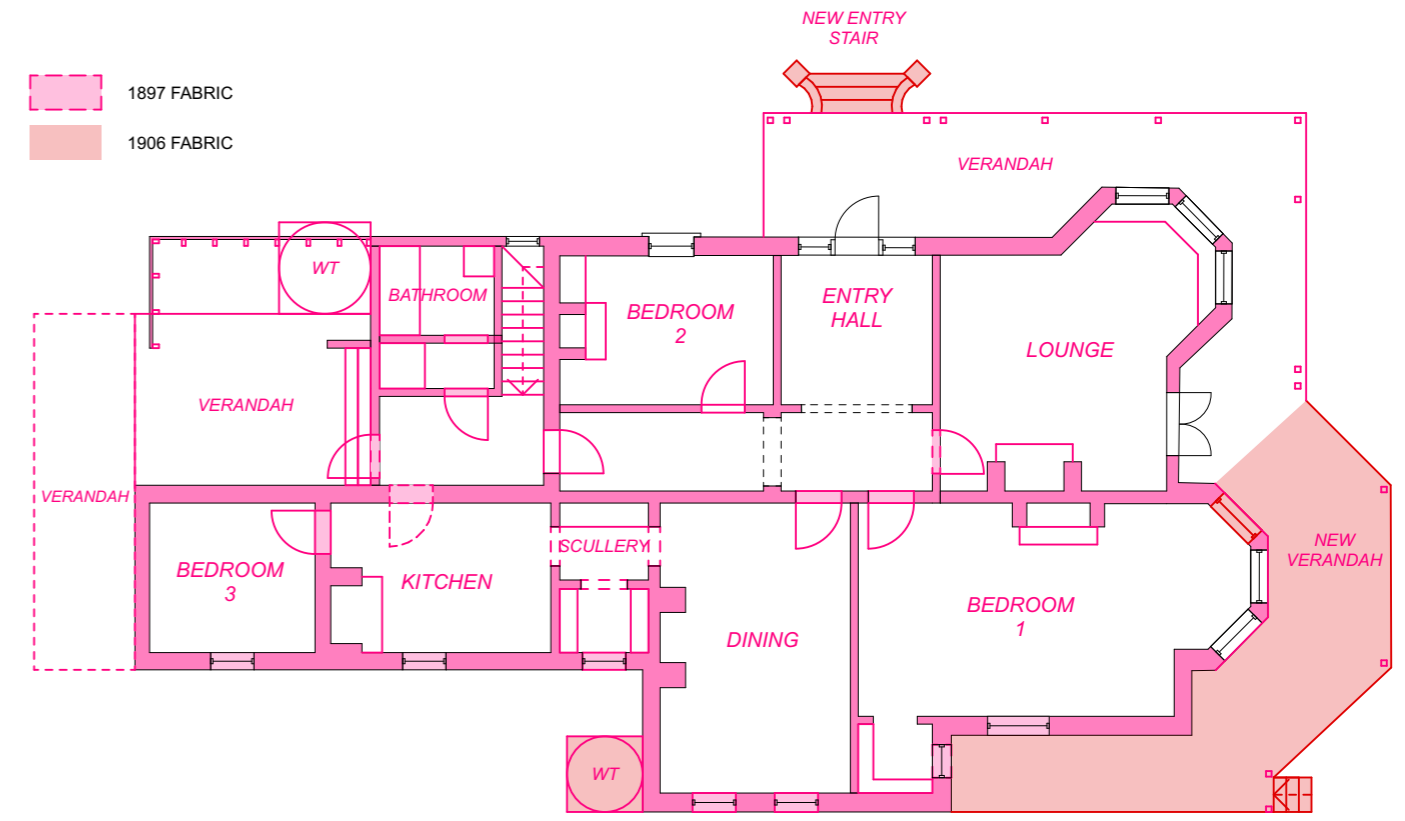 NEW ENTRY
STAIR
1897 FABRIC
1906 FABRIC
VERANDAH
WT
BATHROOM
BEDROOM
2
ENTRY
HALL
LOUNGE
VERANDAH
VERANDAH
SCULLERY
NEW
VERANDAH
BEDROOM
3
KITCHEN
DINING
BEDROOM
1
WT